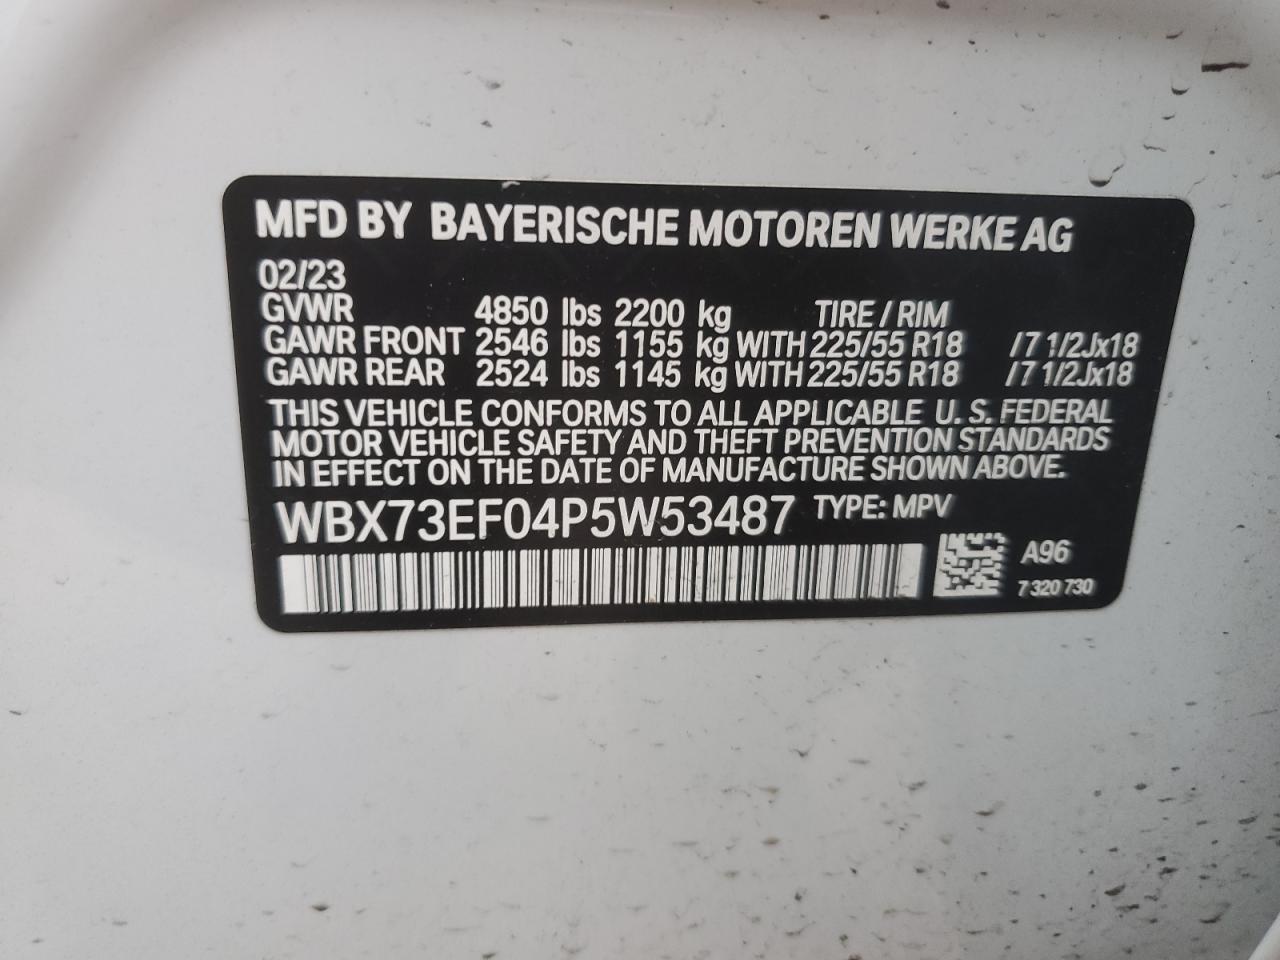 MFD BY BAYERISCHE MOTOREN WERKE AG
02/23
GVWR 4850 lbs 2200 kg TIRE / RIM
GAWR FRONT 2546 lbs 1155 kg WITH 225/55 R18 /7 1/2Jx18
GAWR REAR 2524 lbs 1145 kg WITH 225/55 R18 /7 1/2Jx18
THIS VEHICLE CONFORMS TO ALL APPLICABLE U. S. FEDERAL
MOTOR VEHICLE SAFETY AND THEFT PREVENTION STANDARDS
IN EFFECT ON THE DATE OF MANUFACTURE SHOWN ABOVE.
WBX73EF04P5W53487 TYPE: MPV
A96
7 320 730